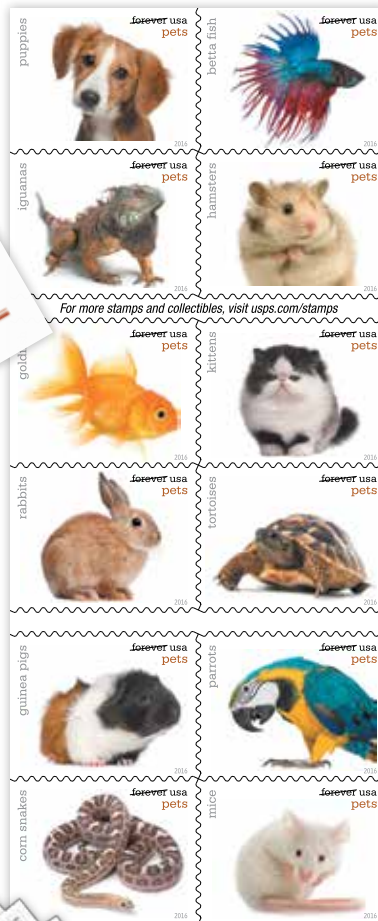 puppies
forever usa
pets
2016
betta fish
forever usa
pets
iguanas
forever usa
pets
2016
hamsters
forever usa
pets
2016
For more stamps and collectibles, visit usps.com/stamps
forever usa
pets
2016
kittens
forever usa
pets
2016
rabbits
forever usa
pets
2016
tortoises
forever usa
pets
2016
guinea pigs
forever usa
pets
2016
parrots
forever usa
pets
2016
corn snakes
forever usa
pets
2016
mice
forever usa
pets
2016